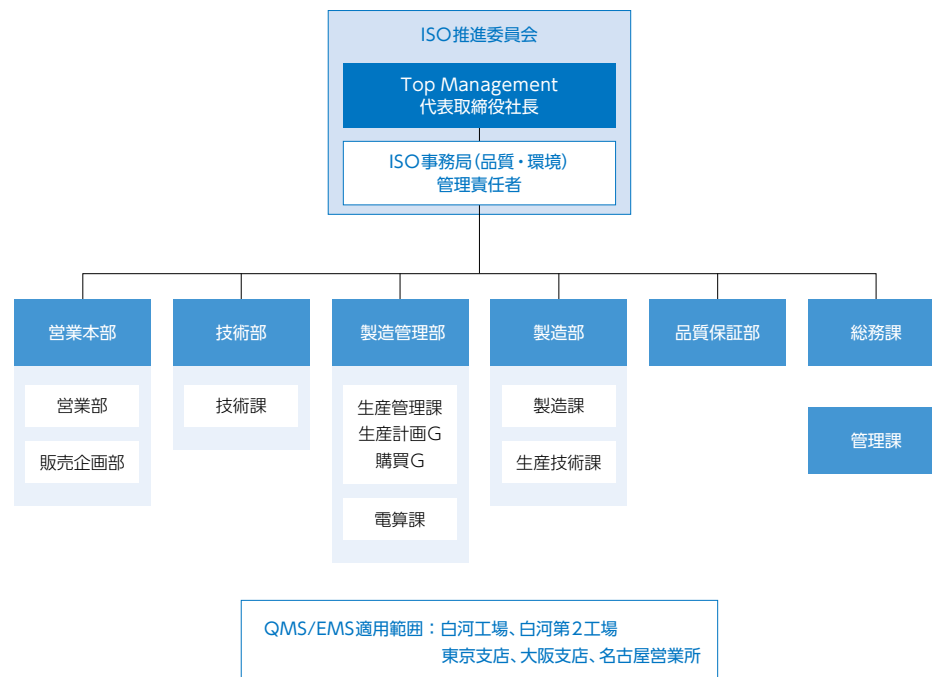 ISO推進委員会
Top Management
代表取締役社長
ISO事務局(品質・環境)
管理責任者
営業本部
技術部
製造管理部
製造部
品質保証部
総務課
営業部
販売企画部
技術課
生産管理課
生産計画G
購買G
電算課
製造課
生産技術課
管理課
QMS/EMS適用範囲：白河工場、白河第2工場
東京支店、大阪支店、名古屋営業所